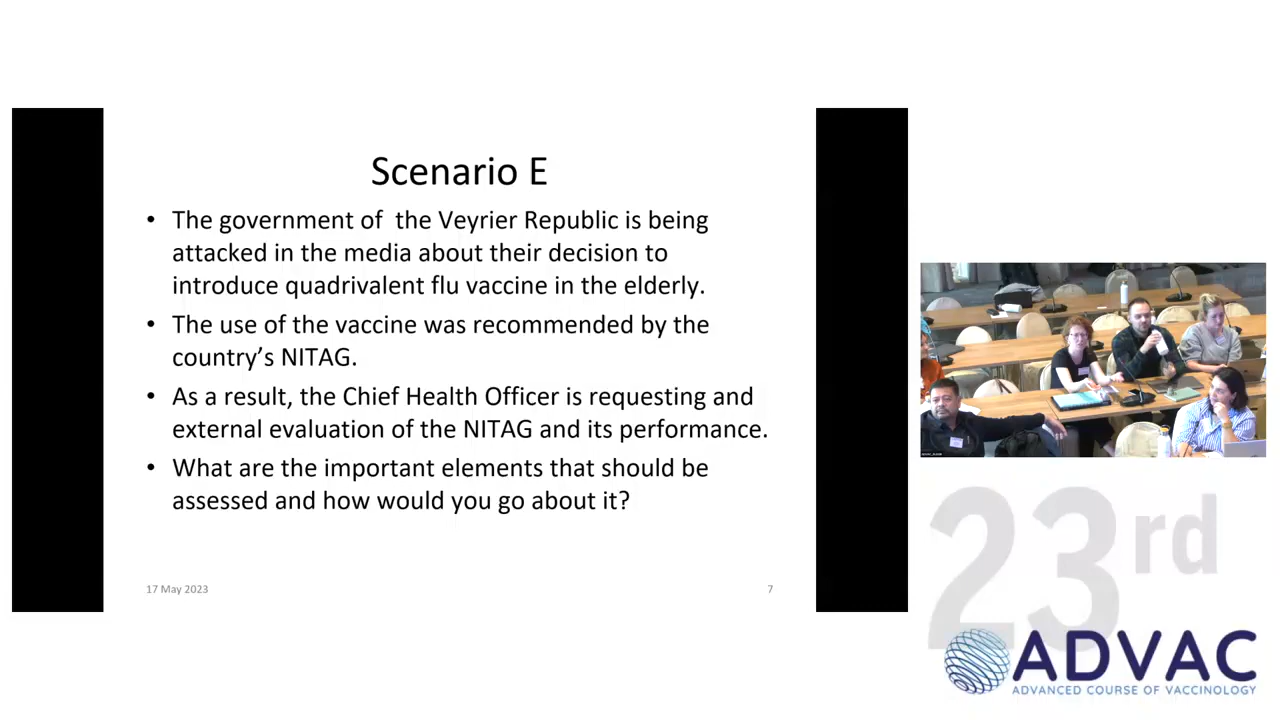 Scenario E
• The government of  the Veyrier Republic is being
attacked in the media about their decision to
introduce quadrivalent flu vaccine in the elderly.
• The use of the vaccine was recommended by the
country’s NITAG.
• As a result, the Chief Health Officer is requesting and
external evaluation of the NITAG and its performance.
• What are the important elements that should be
assessed and how would you go about it?
17 May 2023
7
23rd
ADVAC
ADVANCED COURSE OF VACCINOLOGY